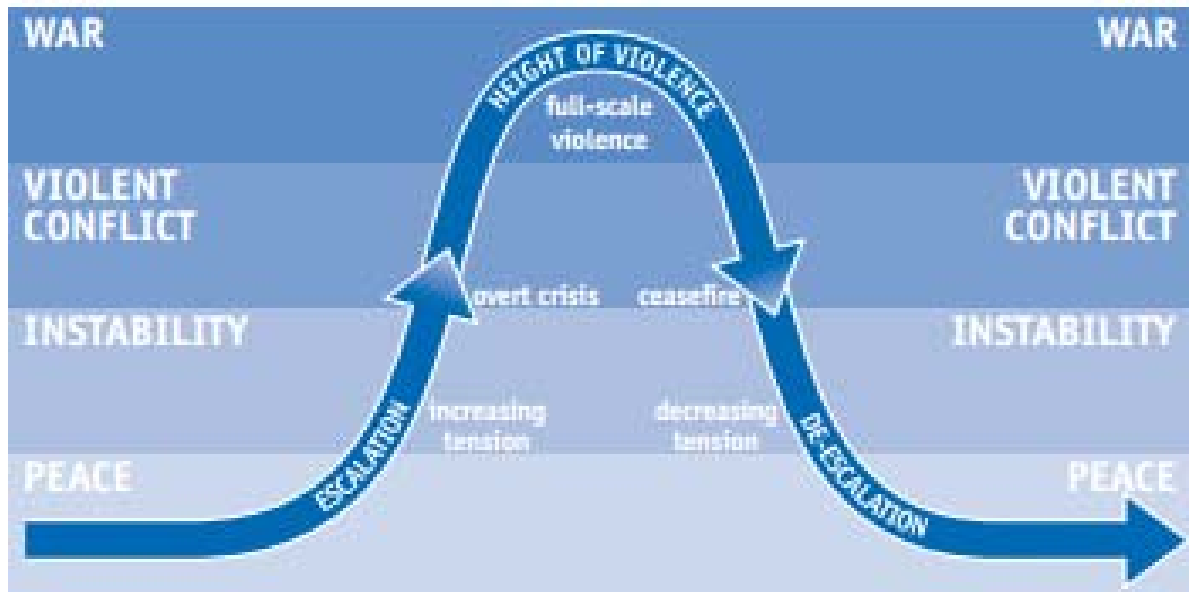 WAR
WAR
HEIGHT OF VIOLENCE
full-scale
violence
VIOLENT
CONFLICT
VIOLENT
CONFLICT
overt crisis
ceasefire
INSTABILITY
INSTABILITY
increasing
tension
decreasing
tension
ESCALATION
DE-ESCALATION
PEACE
PEACE